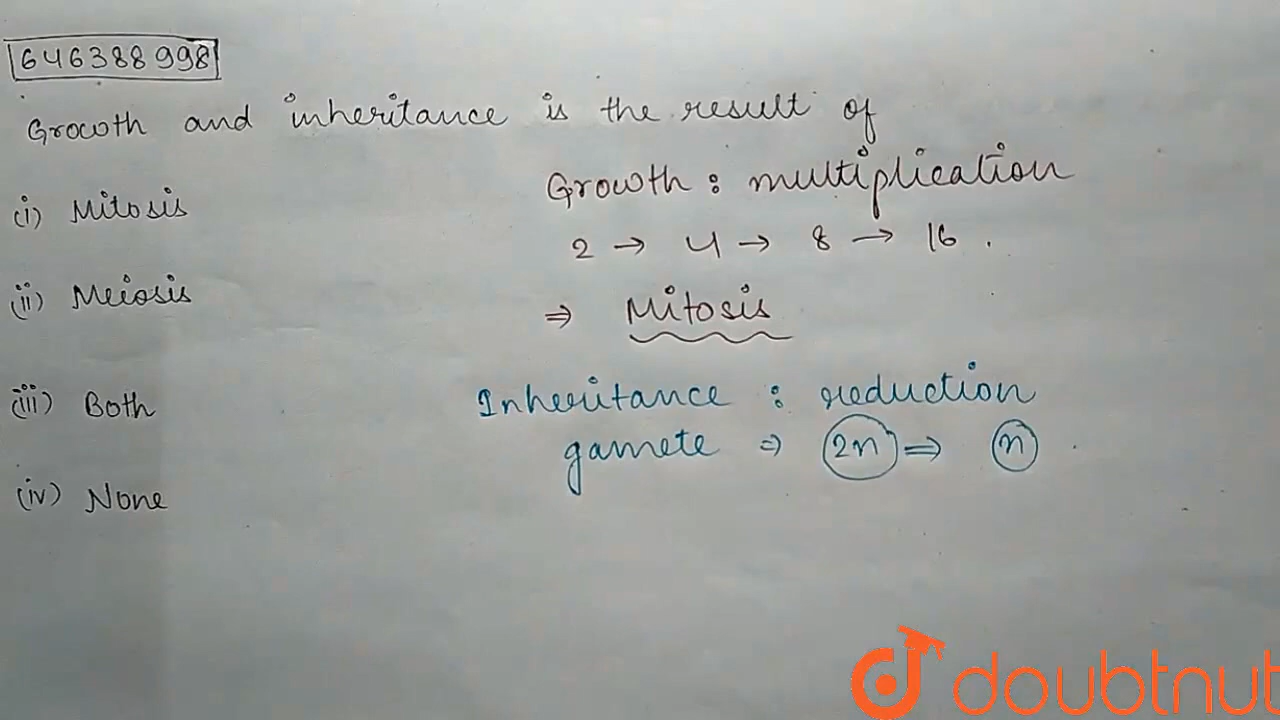 646388998
Growth and inheritance is the result of
Growth : multiplication
2 → 4 → 8 → 16 .
(i) Mitosis
(ii) Meiosis
⇒ Mitosis
(iii) Both
Inheritance : reduction
gamete ⇒ 2n ⇒ n .
(iv) None
doubtnut